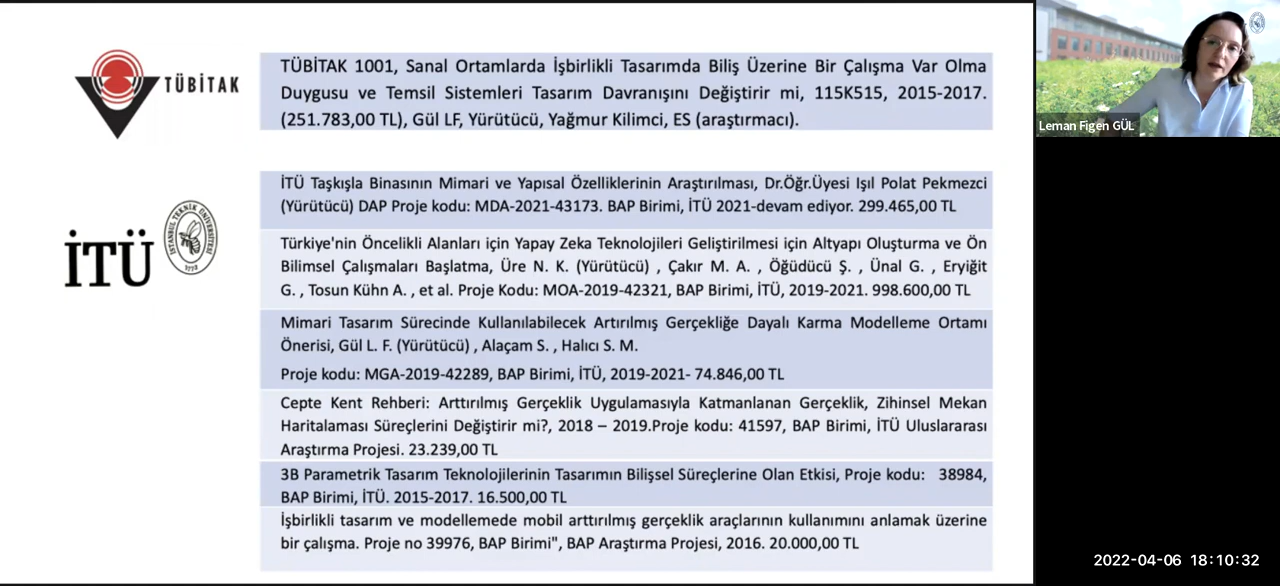 TÜBİTAK
TÜBİTAK 1001, Sanal Ortamlarda İşbirlikli Tasarımda Biliş Üzerine Bir Çalışma Var Olma
Duygusu ve Temsil Sistemleri Tasarım Davranışını Değiştirir mi, 115K515, 2015-2017.
(251.783,00 TL), Gül LF, Yürütücü, Yağmur Kilimci, ES (araştırmacı).
Leman Figen GÜL
İTÜ
İSTANBUL TEKNİK ÜNİVERSİTESİ
1773
İTÜ Taşkışla Binasının Mimari ve Yapısal Özelliklerinin Araştırılması, Dr.Öğr.Üyesi Işıl Polat Pekmezci
(Yürütücü) DAP Proje kodu: MDA-2021-43173. BAP Birimi, İTÜ 2021-devam ediyor. 299.465,00 TL
Türkiye'nin Öncelikli Alanları için Yapay Zeka Teknolojileri Geliştirilmesi için Altyapı Oluşturma ve Ön
Bilimsel Çalışmaları Başlatma, Üre N. K. (Yürütücü) , Çakır M. A. , Öğüdücü Ş. , Ünal G. , Eryiğit
G. , Tosun Kühn A. , et al. Proje Kodu: MOA-2019-42321, BAP Birimi, İTÜ, 2019-2021. 998.600,00 TL
Mimari Tasarım Sürecinde Kullanılabilecek Artırılmış Gerçekliğe Dayalı Karma Modelleme Ortamı
Önerisi, Gül L. F. (Yürütücü) , Alaçam S. , Halıcı S. M.
Proje kodu: MGA-2019-42289, BAP Birimi, İTÜ, 2019-2021- 74.846,00 TL
Cepte Kent Rehberi: Arttırılmış Gerçeklik Uygulamasıyla Katmanlanan Gerçeklik, Zihinsel Mekan
Haritalaması Süreçlerini Değiştirir mi?, 2018 – 2019.Proje kodu: 41597, BAP Birimi, İTÜ Uluslararası
Araştırma Projesi. 23.239,00 TL
3B Parametrik Tasarım Teknolojilerinin Tasarımın Bilişsel Süreçlerine Olan Etkisi, Proje kodu: 38984,
BAP Birimi, İTÜ. 2015-2017. 16.500,00 TL
İşbirlikli tasarım ve modellemede mobil arttırılmış gerçeklik araçlarının kullanımını anlamak üzerine
bir çalışma. Proje no 39976, BAP Birimi", BAP Araştırma Projesi, 2016. 20.000,00 TL
2022-04-06 18:10:32